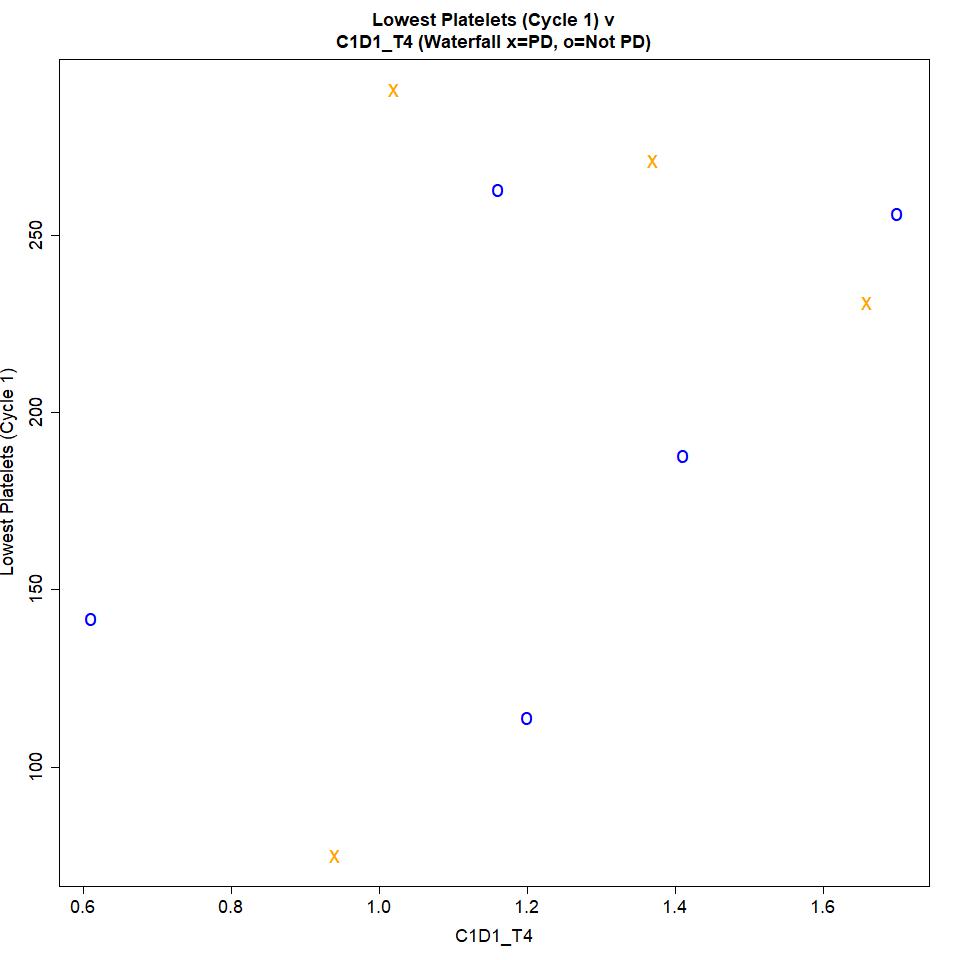 Lowest Platelets (Cycle 1) v
C1D1_T4 (Waterfall x=PD, o=Not PD)
Lowest Platelets (Cycle 1)
250
200
150
100
X
X
O
O
X
O
O
O
X
0.6 0.8 1.0 1.2 1.4 1.6
C1D1_T4